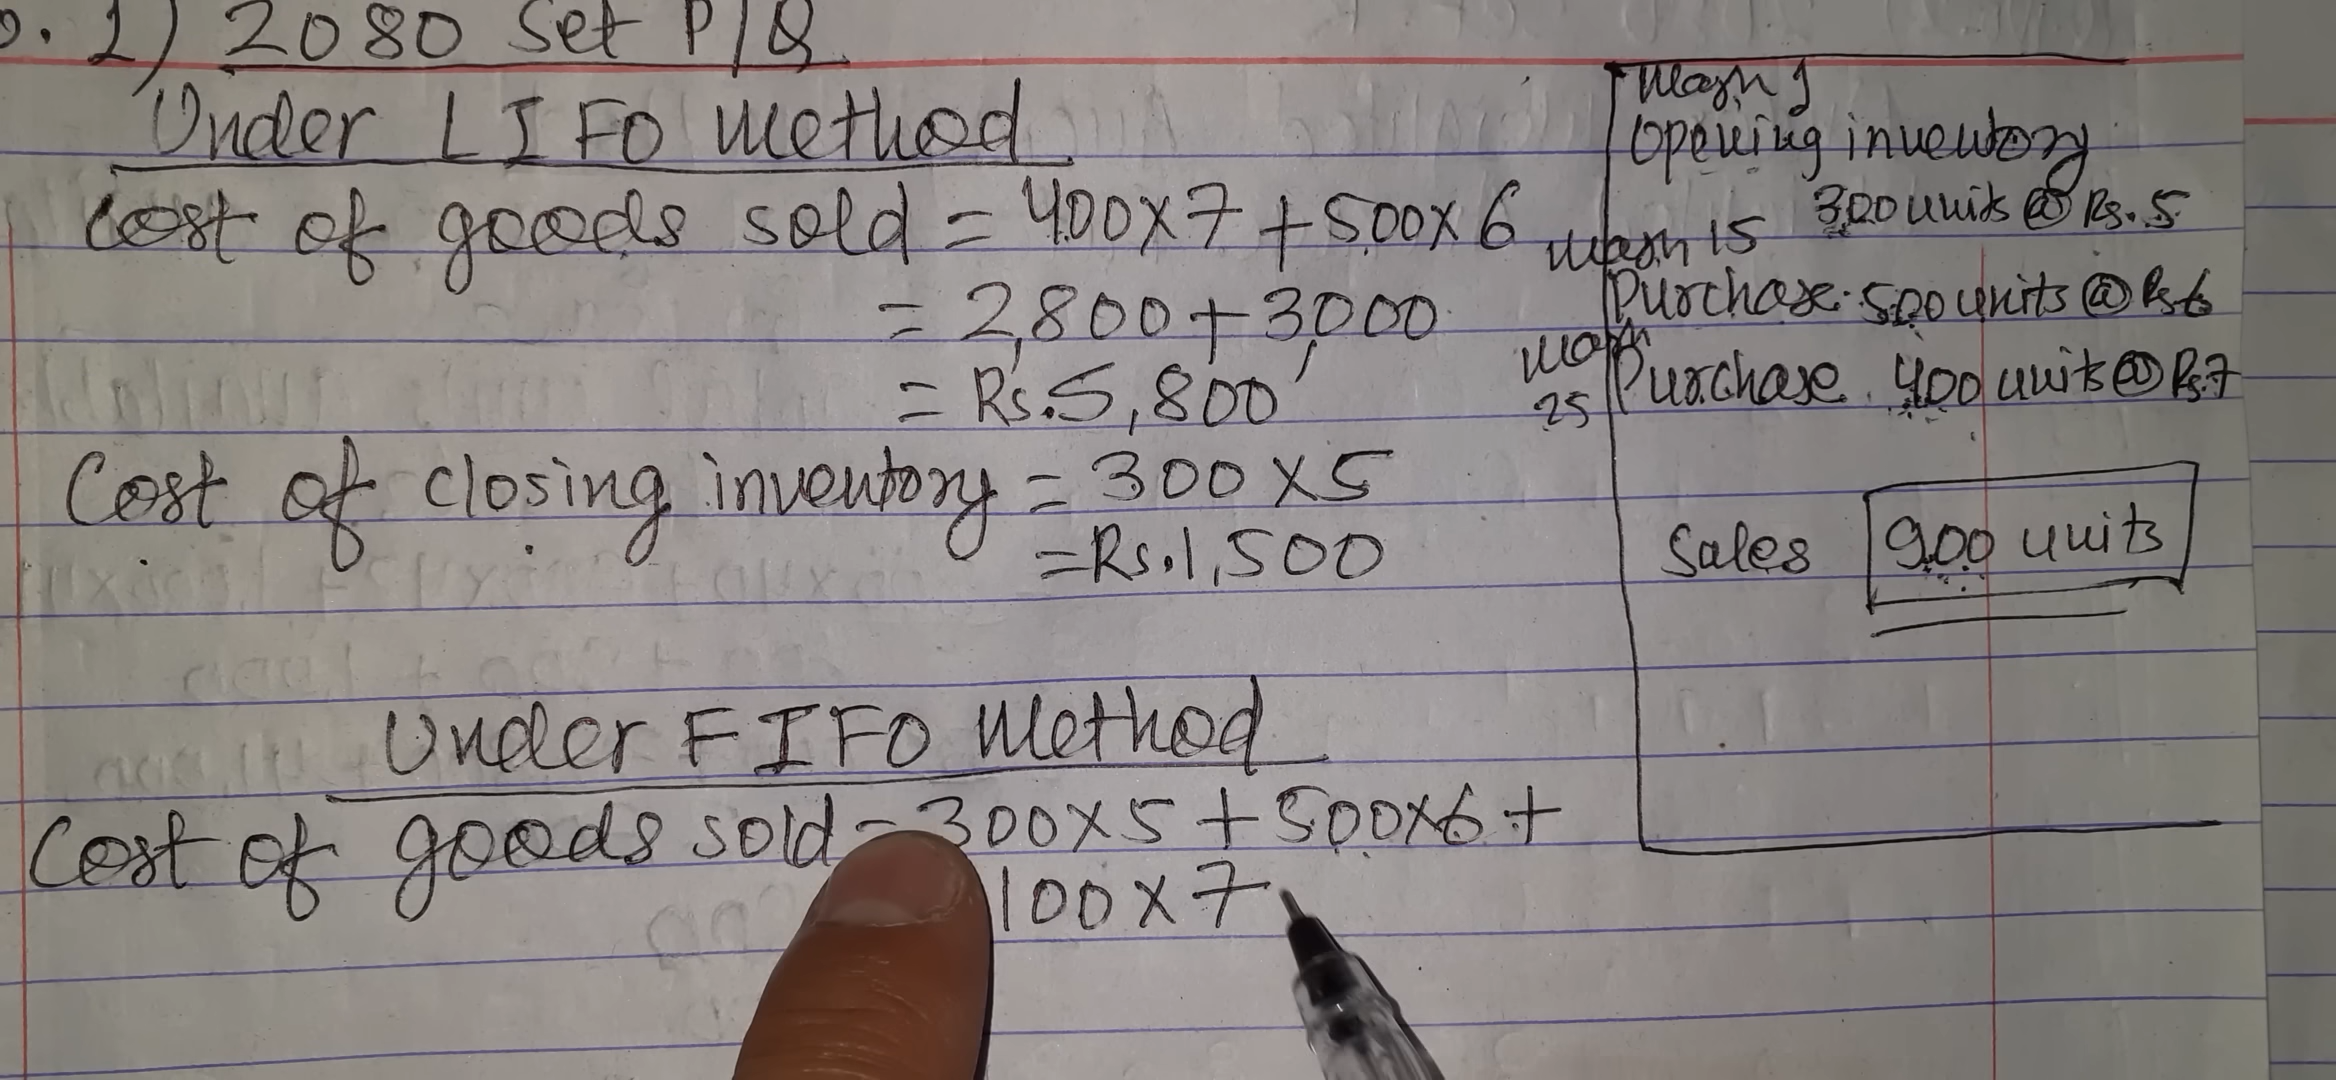 1) 2080 Set P/Q
Under LIFO Method
Cost of goods sold = 400×7 + 500×6
= 2,800 + 3,000
= Rs. 5,800
Cost of closing inventory = 300 × 5
= Rs. 1,500
Under FIFO Method
Cost of goods sold = 300×5 + 500×6 +
100×7
Opening inventory
300 units @ Rs. 5
15
Purchase 500 units @ Rs 6
25
Purchase 400 units @ Rs. 7
Sales 900 units